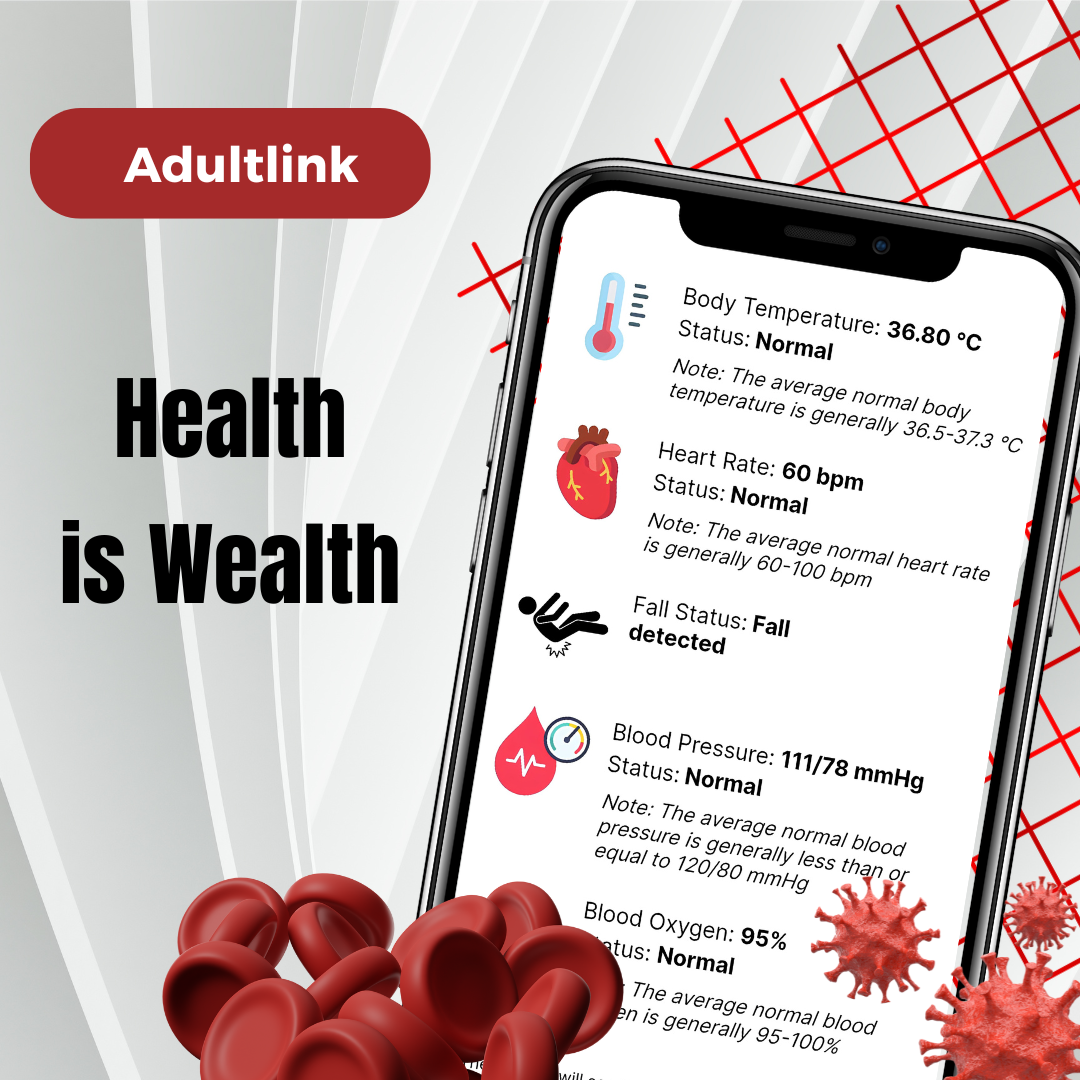 Adultlink
Health
is Wealth
Body Temperature: 36.80 °C
Status: Normal
Note: The average normal body
temperature is generally 36.5-37.3 °C
Heart Rate: 60 bpm
Status: Normal
Note: The average normal heart rate
is generally 60-100 bpm
Fall Status: Fall
detected
Blood Pressure: 111/78 mmHg
Status: Normal
Note: The average normal blood
pressure is generally less than or
equal to 120/80 mmHg
Blood Oxygen: 95%
atus: Normal
The average normal blood
en is generally 95-100%
will